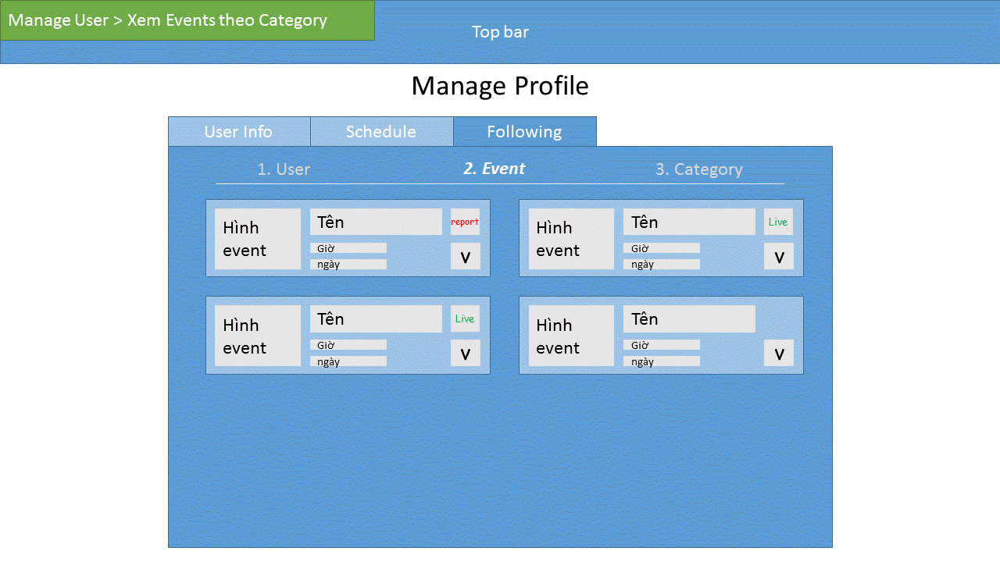 Manage User > Xem Events theo Category
Top bar
Manage Profile
User Info
Schedule
Following
1. User
2. Event
3. Category
Hình
event
Tên
report
Giờ
ngày
V
Hình
event
Tên
Live
Giờ
ngày
V
Hình
event
Tên
Live
Giờ
ngày
V
Hình
event
Tên
Giờ
ngày
V